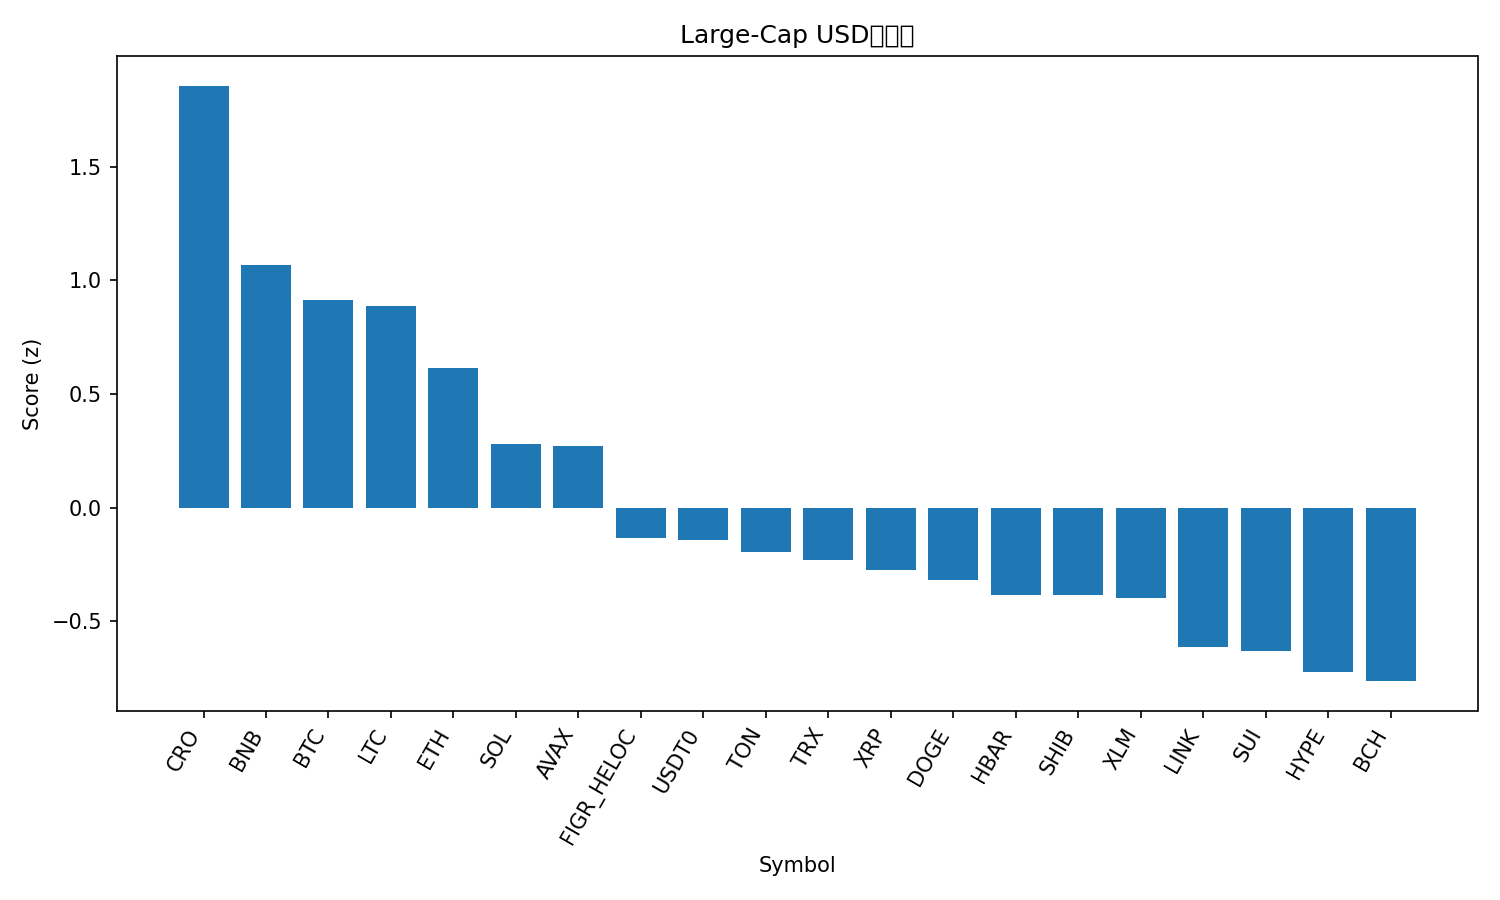 Large-Cap USD
Score (z)
1.5
1.0
0.5
0.0
−0.5
CRO
BNB
BTC
LTC
ETH
SOL
AVAX
FIGR_HELOC
USDT0
TON
TRX
XRP
DOGE
HBAR
SHIB
XLM
LINK
SUI
HYPE
BCH
Symbol